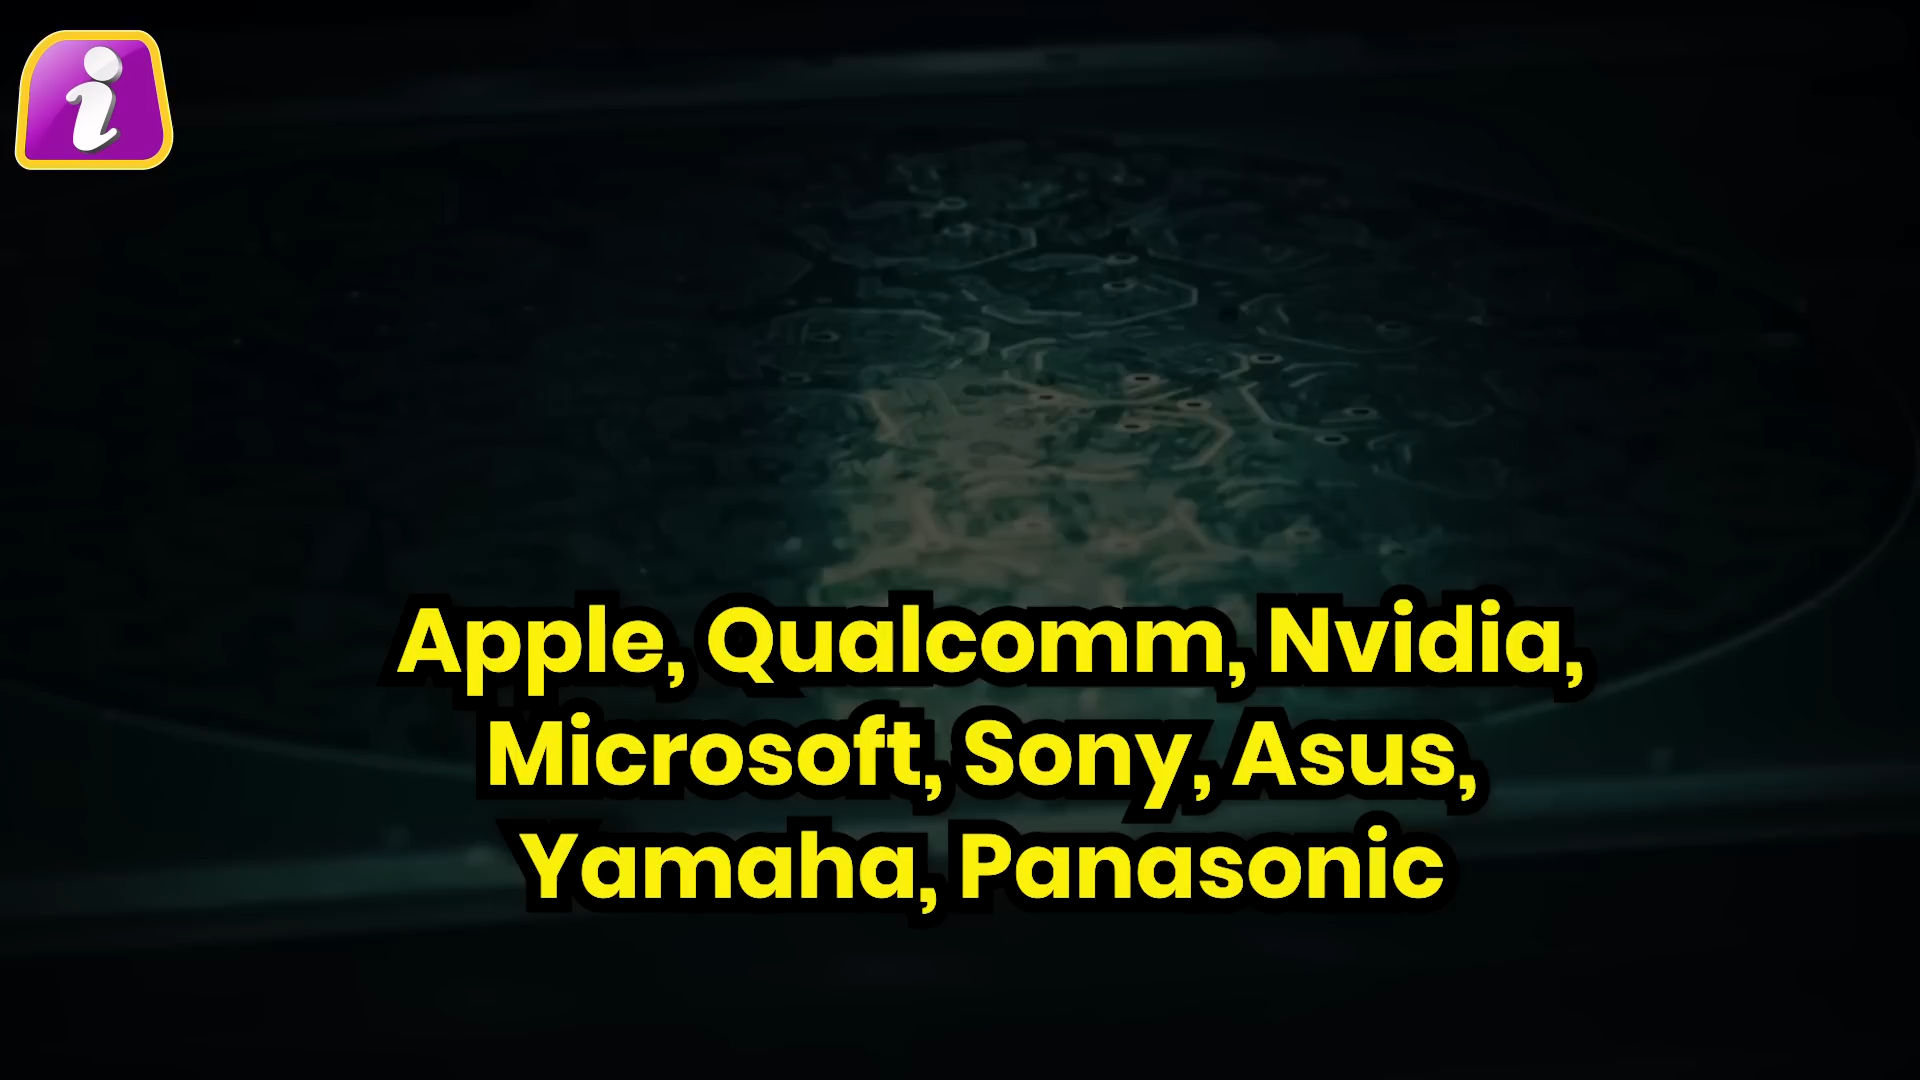 i
Apple, Qualcomm, Nvidia,
Microsoft, Sony, Asus,
Yamaha, Panasonic